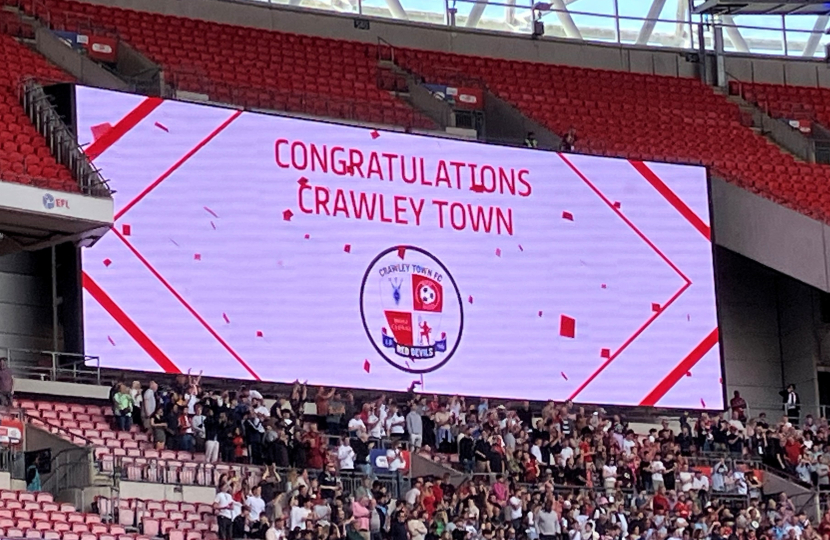 CONGRATULATIONS
CRAWLEY TOWN
CRAWLEY TOWN FC
RED DEVILS
EFL